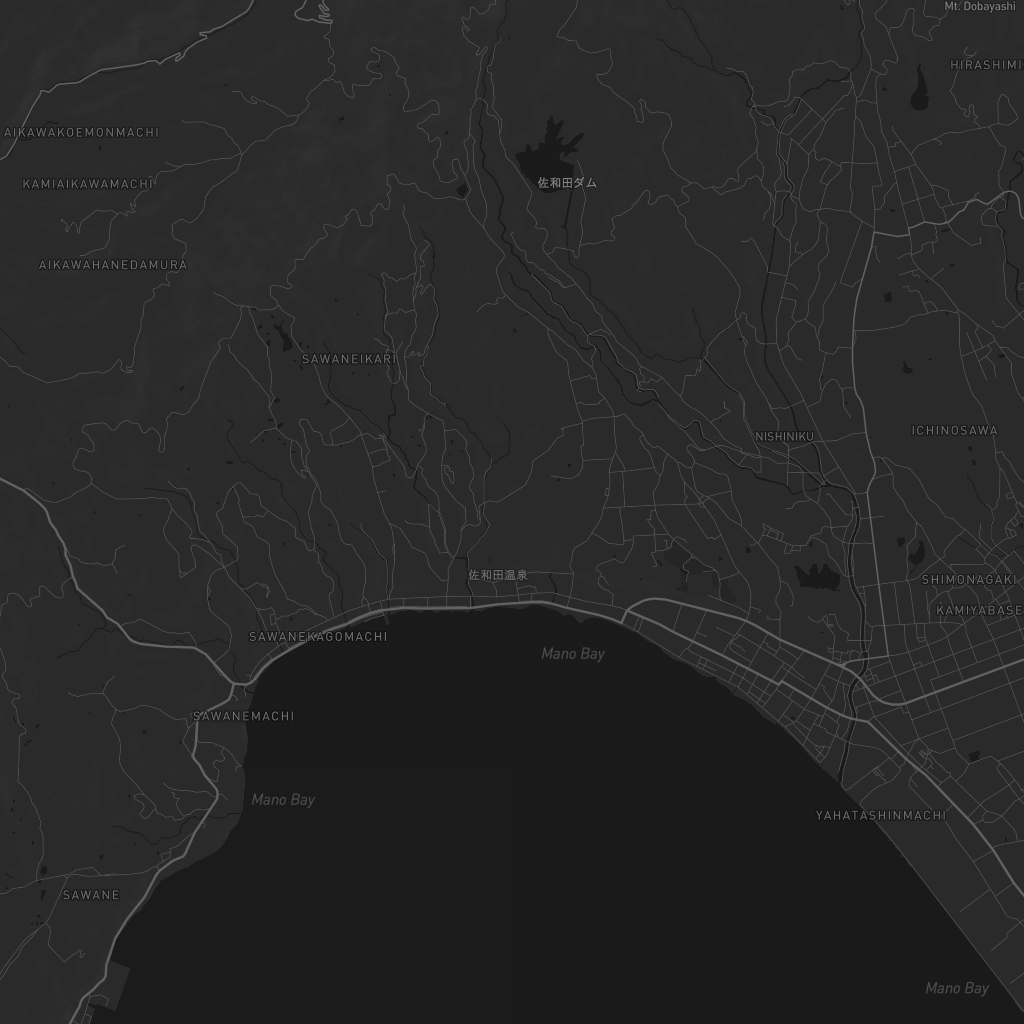 Mt. Dobayashi
HIRASHIMI
AIKAWAKOEMONMACHI
KAMIAIKAWAMACHI
佐和田ダム
AIKAWAHANEDAMURA
SAWANEIKARI
ICHINOSAWA
NISHINIKU
佐和田温泉
SHIMONAGAKI
KAMIYABASE
SAWANEKAGOMACHI
Mano Bay
SAWANEMACHI
Mano Bay
YAHATASHINMACHI
SAWANE
Mano Bay